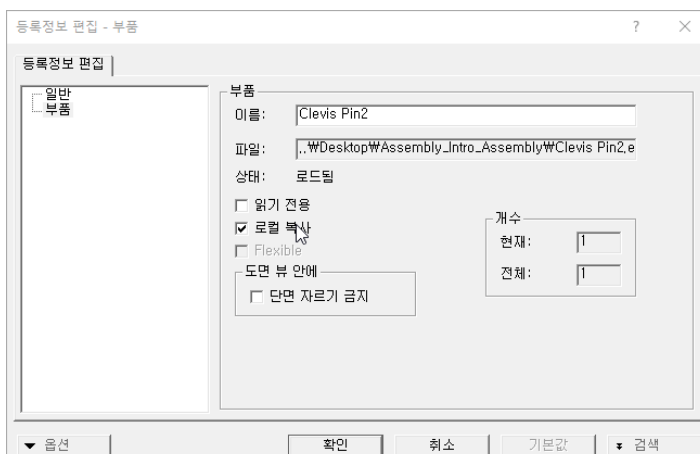 등록정보 편집 - 부품
? ×
등록정보 편집
일반
부품
부품
이름: Clevis Pin2
파일: ..₩Desktop₩Assembly_Intro_Assembly₩Clevis Pin2.e
상태: 로드됨
읽기 전용
로컬 복사
Flexible
도면 뷰 안에
단면 자르기 금지
개수
현재: 1
전체: 1
옵션 확인 취소 기본값 검색